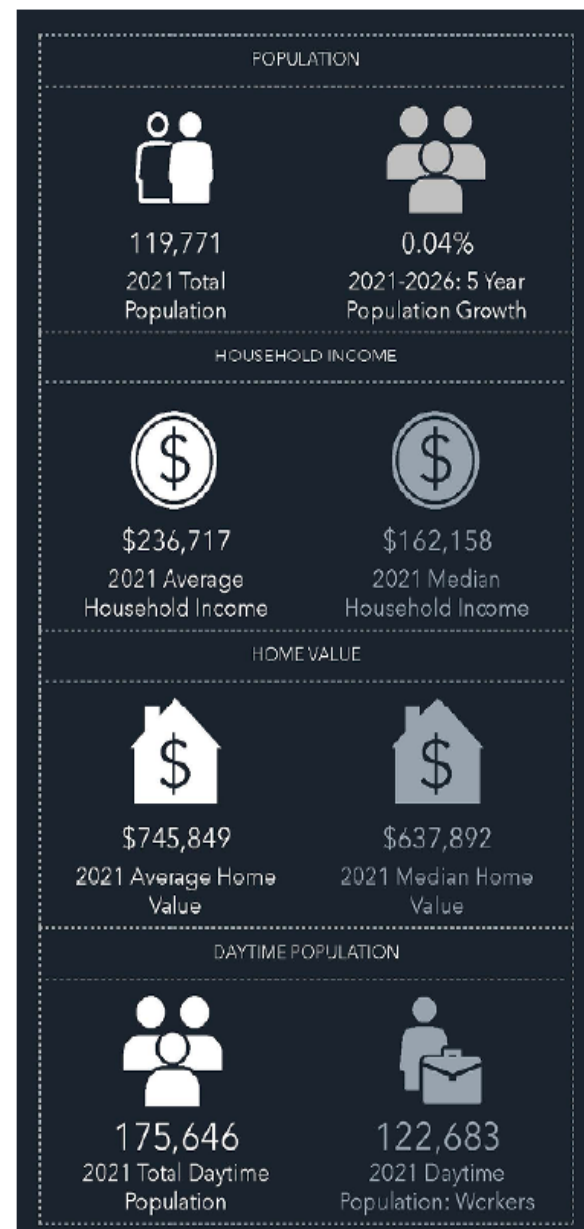 POPULATION
119,771
2021 Total
Population
0.04%
2021-2026: 5 Year
Population Growth
HOUSEHOLD INCOME
$
$236,717
2021 Average
Household Income
$
$162,158
2021 Median
Household Income
HOME VALUE
$
$745,849
2021 Average Home
Value
$
$637,892
2021 Median Home
Value
DAYTIME POPULATION
175,646
2021 Total Daytime
Population
122,683
2021 Daytime
Population: Workers